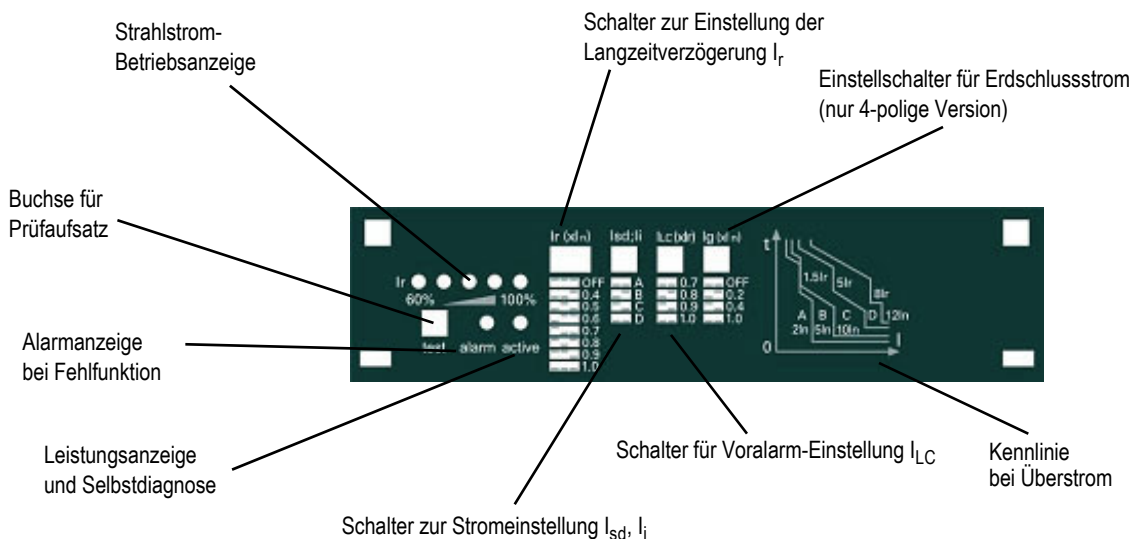 Strahlstrom-
Betriebsanzeige
Schalter zur Einstellung der
Langzeitverzögerung Ir
Einstellschalter für Erdschlussstrom
(nur 4-polige Version)
Buchse für
Prüfaufsatz
Alarmanzeige
bei Fehlfunktion
Leistungsanzeige
und Selbstdiagnose
Schalter zur Stromeinstellung Isd, Ii
Schalter für Voralarm-Einstellung ILC
Kennlinie
bei Überstrom
Ir
60% 100%
test alarm active
Ir (xIn)
OFF
0.4
0.5
0.6
0.7
0.8
0.9
1.0
Isd;Ii
A
B
C
D
ILc(xIr)
0.7
0.8
0.9
1.0
Ig (xIn)
OFF
0.2
0.4
1.0
t
1.5Ir 5Ir 8Ir
A B C D 12In
2In 5In 10In
0 I